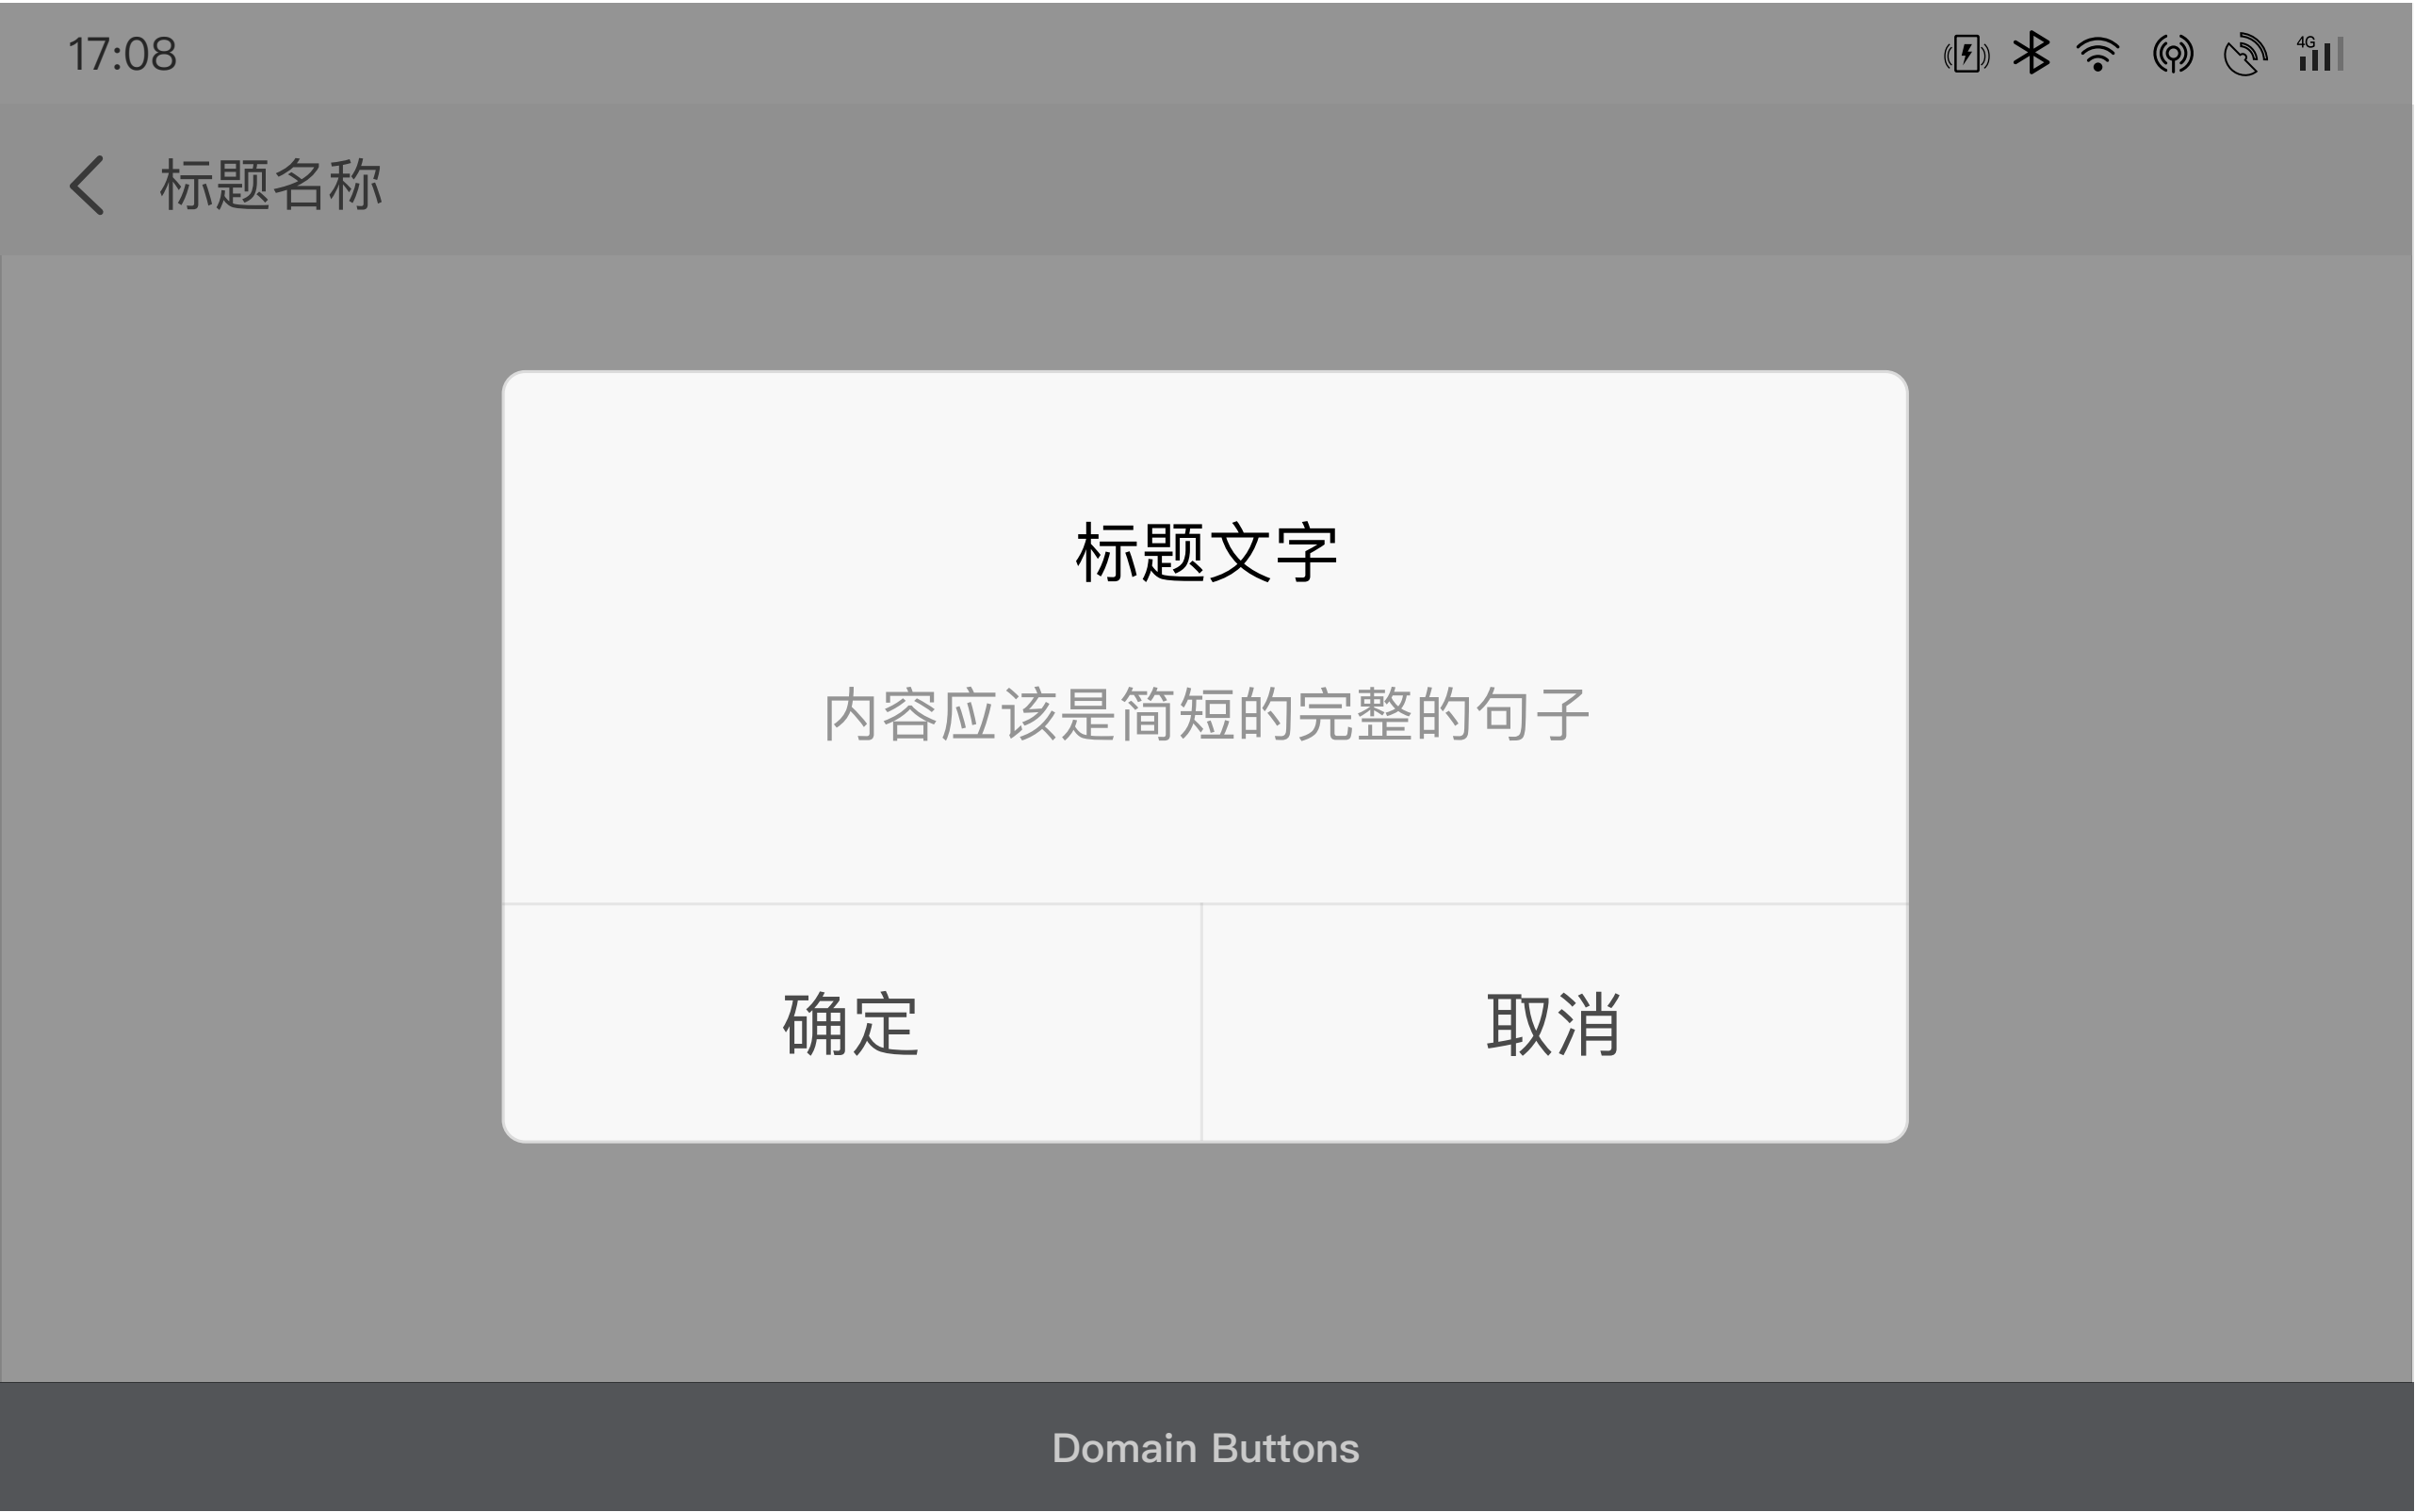 17:08
4G
标题名称
标题文字
内容应该是简短的完整的句子
确定
取消
Domain Buttons